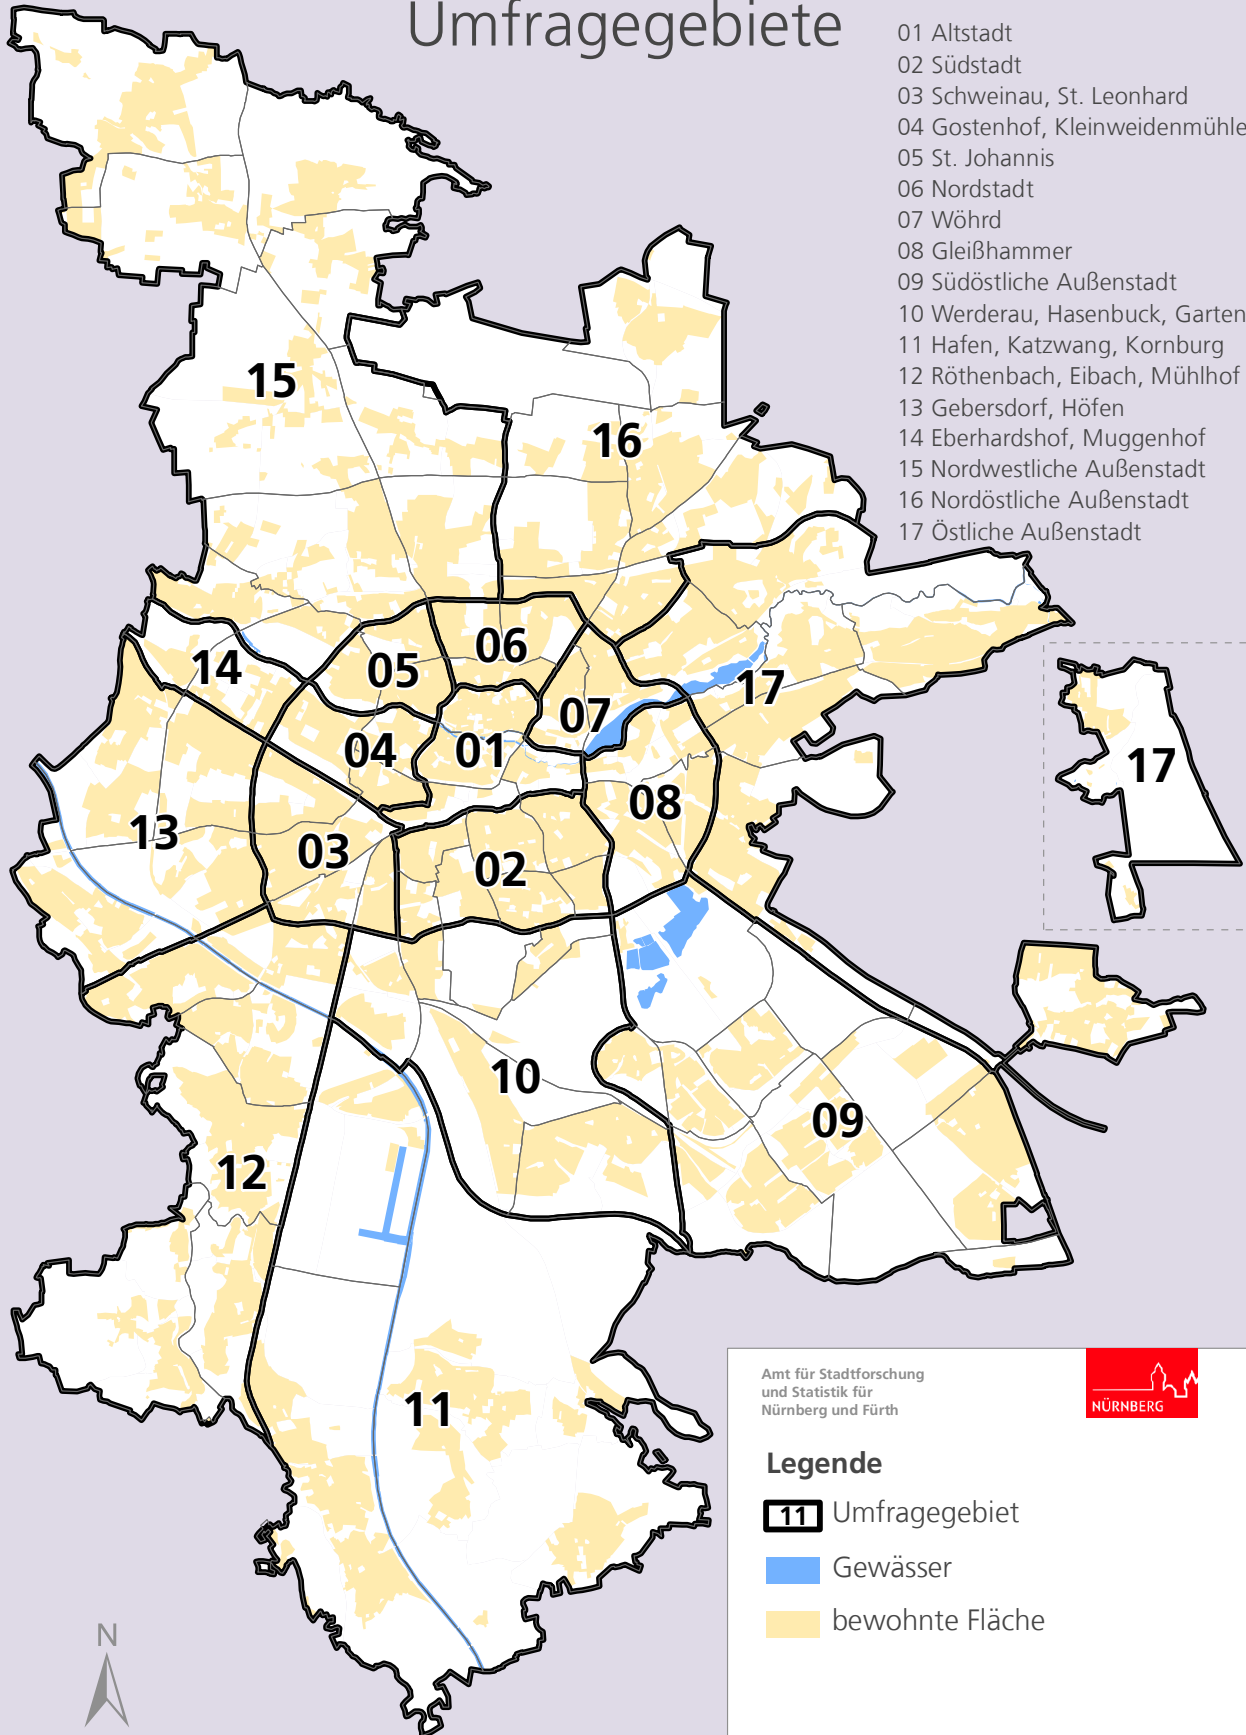 Umfragegebiete
01 Altstadt
02 Südstadt
03 Schweinau, St. Leonhard
04 Gostenhof, Kleinweidenmühle
05 St. Johannis
06 Nordstadt
07 Wöhrd
08 Gleißhammer
09 Südöstliche Außenstadt
10 Werderau, Hasenbuck, Garten
11 Hafen, Katzwang, Kornburg
12 Röthenbach, Eibach, Mühlhof
13 Gebersdorf, Höfen
14 Eberhardshof, Muggenhof
15 Nordwestliche Außenstadt
16 Nordöstliche Außenstadt
17 Östliche Außenstadt
15
16
06
14
05
17
07
04
01
17
08
13
03
02
10
09
12
11
Amt für Stadtforschung
und Statistik für
Nürnberg und Fürth
NÜRNBERG
Legende
11 Umfragegebiet
Gewässer
bewohnte Fläche
N